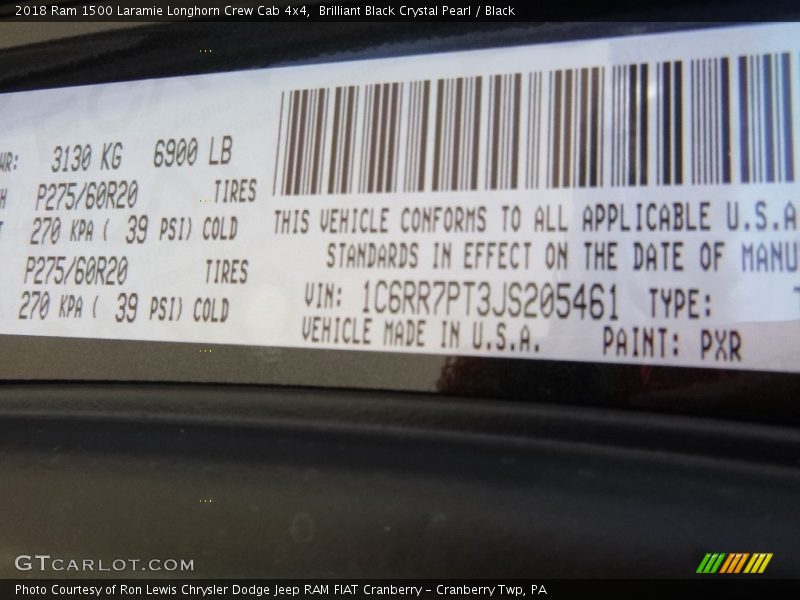 2018 Ram 1500 Laramie Longhorn Crew Cab 4x4,  Brilliant Black Crystal Pearl / Black
WR: 3130 KG 6900 LB
P275/60R20 TIRES
270 KPA ( 39 PSI) COLD
P275/60R20 TIRES
270 KPA ( 39 PSI) COLD
THIS VEHICLE CONFORMS TO ALL APPLICABLE U.S.A
STANDARDS IN EFFECT ON THE DATE OF MANU
VIN: 1C6RR7PT3JS205461 TYPE:
VEHICLE MADE IN U.S.A. PAINT: PXR
GTCARLOT.COM
Photo Courtesy of Ron Lewis Chrysler Dodge Jeep RAM FIAT Cranberry - Cranberry Twp, PA